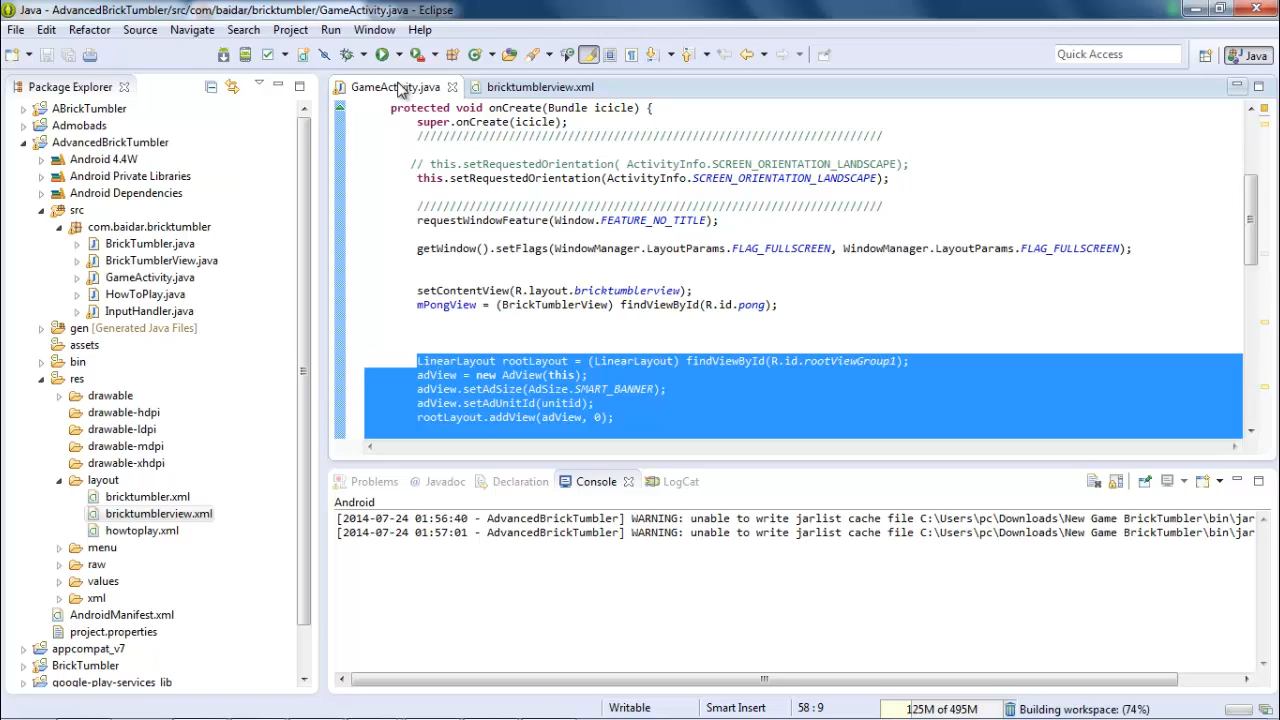 Java - AdvancedBrickTumbler/src/com/baidar/bricktumbler/GameActivity.java - Eclipse
File Edit Refactor Source Navigate Search Project Run Window Help
Quick Access
Java
Package Explorer
GameActivity.java
bricktumblerview.xml
ABrickTumbler
Admobads
AdvancedBrickTumbler
Android 4.4W
Android Private Libraries
Android Dependencies
src
com.baidar.bricktumbler
BrickTumbler.java
BrickTumblerView.java
GameActivity.java
HowToPlay.java
InputHandler.java
gen [Generated Java Files]
assets
bin
res
drawable
drawable-hdpi
drawable-ldpi
drawable-mdpi
drawable-xhdpi
layout
bricktumbler.xml
bricktumblerview.xml
howtoplay.xml
menu
raw
values
xml
AndroidManifest.xml
project.properties
appcompat_v7
BrickTumbler
google-play-services_lib
protected void onCreate(Bundle icicle) {
super.onCreate(icicle);
///////////////////////////////////////////////////////////////////////
// this.setRequestedOrientation( ActivityInfo.SCREEN_ORIENTATION_LANDSCAPE);
this.setRequestedOrientation(ActivityInfo.SCREEN_ORIENTATION_LANDSCAPE);
///////////////////////////////////////////////////////////////////////
requestWindowFeature(Window.FEATURE_NO_TITLE);
getWindow().setFlags(WindowManager.LayoutParams.FLAG_FULLSCREEN, WindowManager.LayoutParams.FLAG_FULLSCREEN);
setContentView(R.layout.bricktumblerview);
mPongView = (BrickTumblerView) findViewById(R.id.pong);
LinearLayout rootLayout = (LinearLayout) findViewById(R.id.rootViewGroup1);
adView = new AdView(this);
adView.setAdSize(AdSize.SMART_BANNER);
adView.setAdUnitId(unitid);
rootLayout.addView(adView, 0);
Problems @ Javadoc Declaration Console LogCat
Android
[2014-07-24 01:56:40 - AdvancedBrickTumbler] WARNING: unable to write jarlist cache file C:\Users\pc\Downloads\New Game BrickTumbler\bin\jar
[2014-07-24 01:57:01 - AdvancedBrickTumbler] WARNING: unable to write jarlist cache file C:\Users\pc\Downloads\New Game BrickTumbler\bin\jar
Writable Smart Insert 58 : 9 125M of 495M Building workspace: (74%)